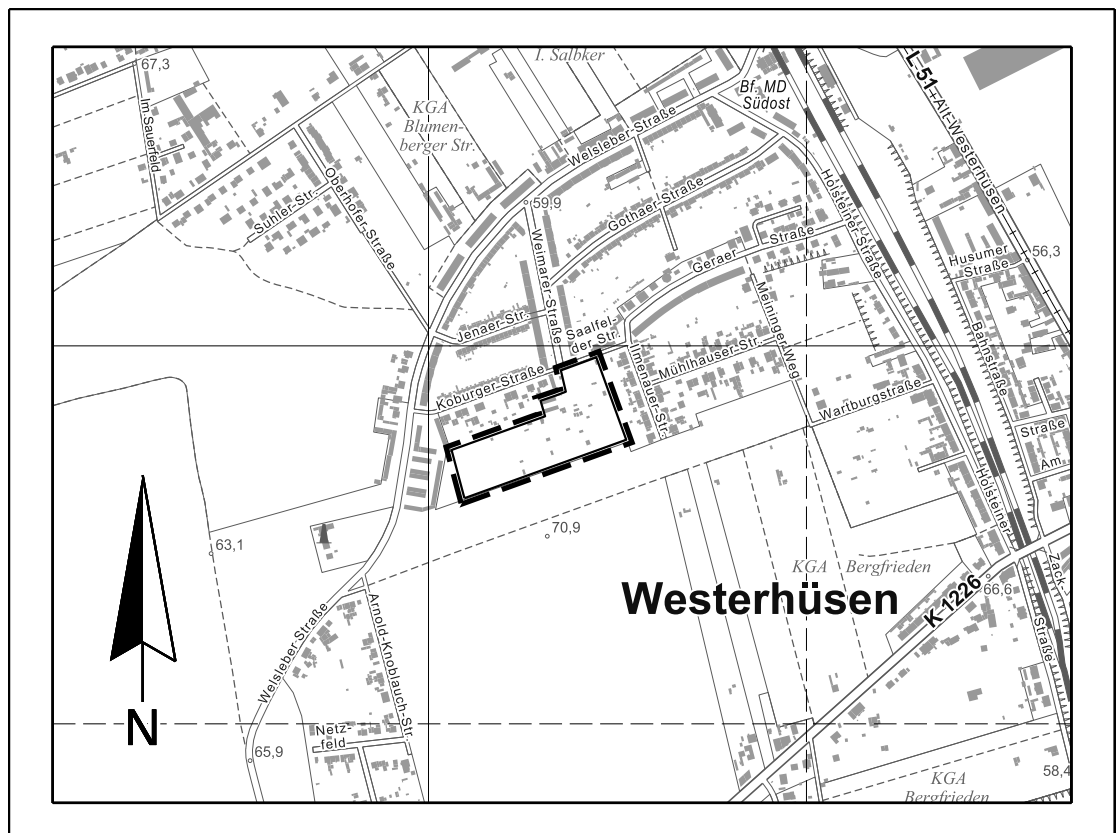 67,3
I. Salbker
Bf. MD
Südost
L 51
Alt-Westerhüsen
Im Sauerfeld
KGA
Blumen-
berger Str.
Welsleber Straße
Oberhofer-Straße
Suhler-Str.
59,9
Gothaer-Straße
Holsteiner-Straße
Weimarer-Straße
Geraer
Straße
Husumer
Straße
56,3
Jenaer-Str.
Saalfel-
der Str.
Meininger Weg
Bahnstraße
Koburger-Straße
Ilmenauer-Str.
Mühlhauser-Str.
Wartburgstraße
Straße
Am
Holsteiner
63,1
70,9
KGA Bergfrieden
Westerhüsen
K 1226
66,6
Zack-
Straße
Welsleber Straße
Arnold-Knoblauch-Str.
N
Netz-
feld
65,9
58,4
KGA
Bergfrieden